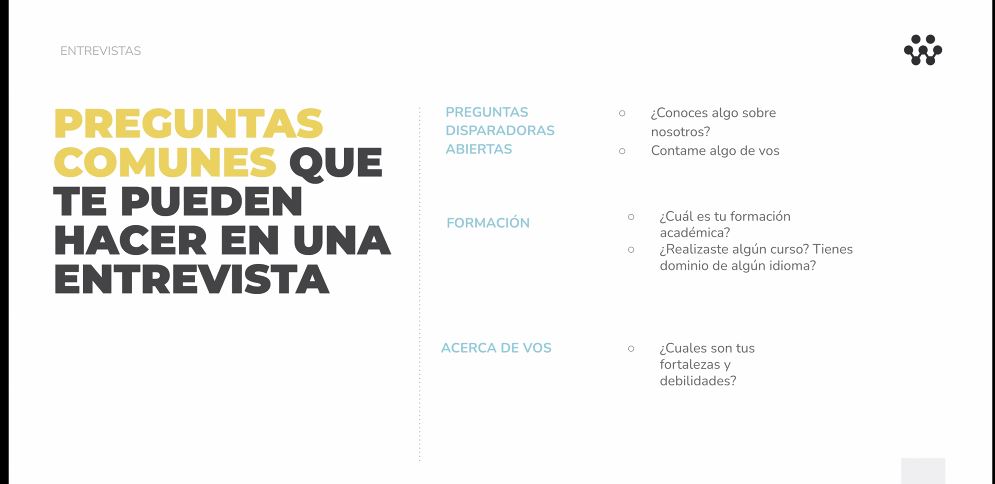 ENTREVISTAS
PREGUNTAS
COMUNES QUE
TE PUEDEN
HACER EN UNA
ENTREVISTA
PREGUNTAS
DISPARADORAS
ABIERTAS
¿Conoces algo sobre
nosotros?
Contame algo de vos
FORMACIÓN
¿Cuál es tu formación
académica?
¿Realizaste algún curso? Tienes
dominio de algún idioma?
ACERCA DE VOS
¿Cuales son tus
fortalezas y
debilidades?